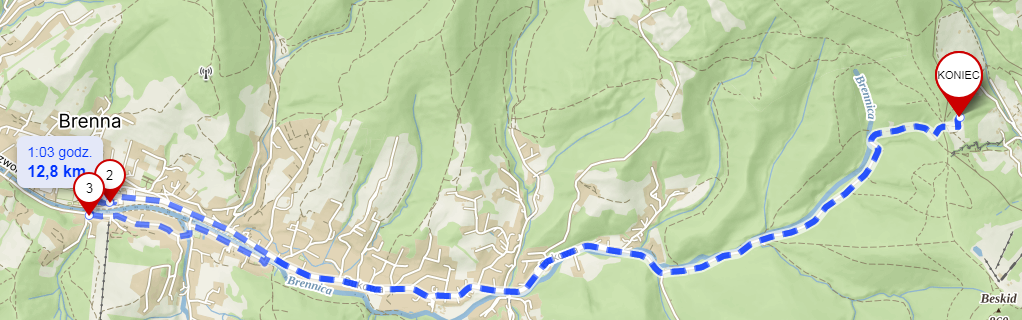 KONIEC
Brennica
Brenna
1:03 godz.
12,8 km
2
3
Brennica
Beskid